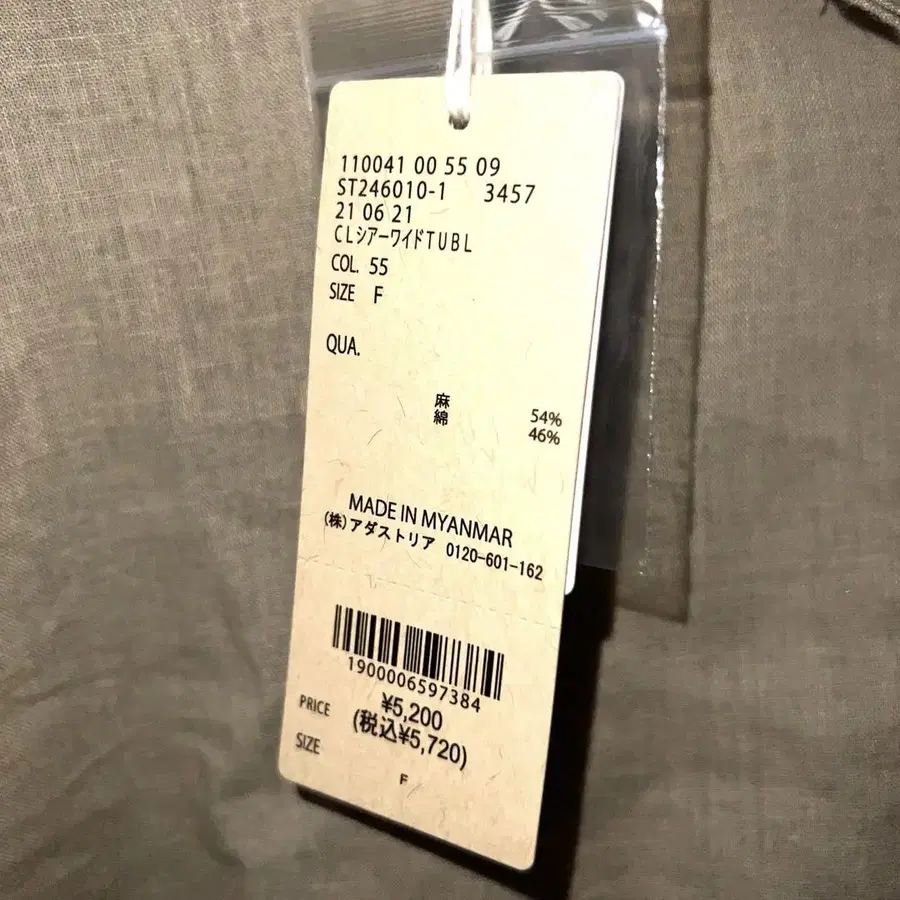 110041 00 55 09
ST246010-1 3457
21 06 21
CLシアーワイドTUBL
COL. 55
SIZE F
QUA.
麻 54%
綿 46%
MADE IN MYANMAR
(株)アダストリア 0120-601-162
1900006597384
PRICE ¥5,200
(税込¥5,720)
SIZE F